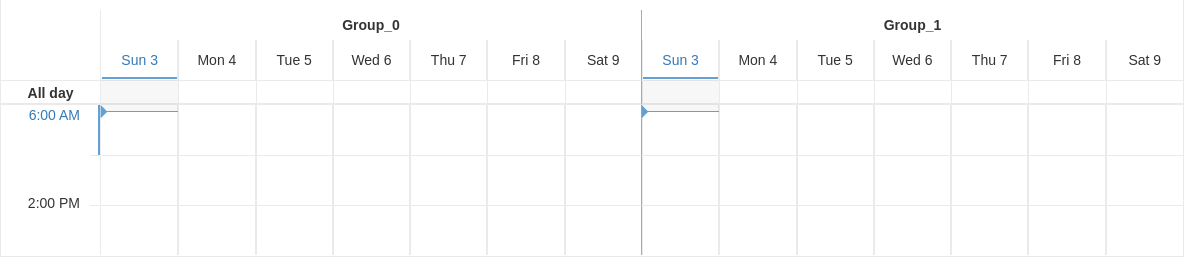 Group_0 Group_1
Sun 3 Mon 4 Tue 5 Wed 6 Thu 7 Fri 8 Sat 9 Sun 3 Mon 4 Tue 5 Wed 6 Thu 7 Fri 8 Sat 9
All day
6:00 AM
2:00 PM